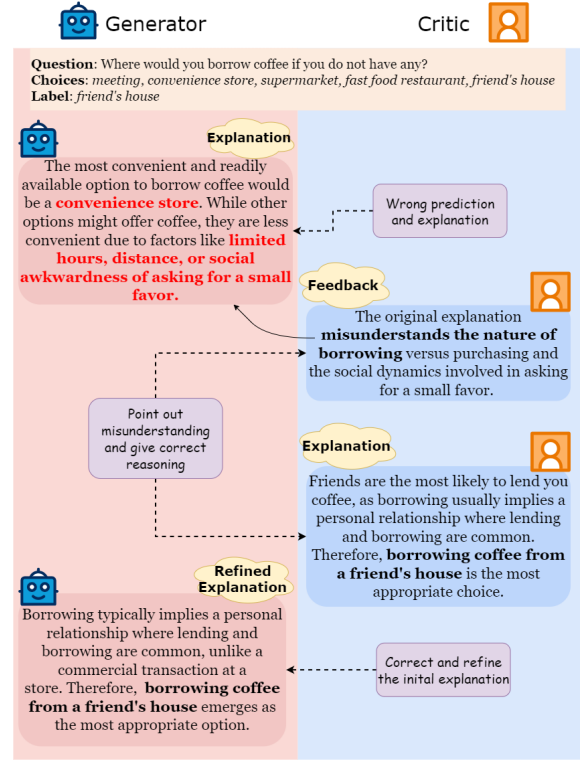 Generator
Critic
Question: Where would you borrow coffee if you do not have any?
Choices: meeting, convenience store, supermarket, fast food restaurant, friend's house
Label: friend's house
Explanation
The most convenient and readily
available option to borrow coffee would
be a convenience store. While other
options might offer coffee, they are less
convenient due to factors like limited
hours, distance, or social
awkwardness of asking for a small
favor.
Wrong prediction
and explanation
Feedback
The original explanation
misunderstands the nature of
borrowing versus purchasing and
the social dynamics involved in asking
for a small favor.
Point out
misunderstanding
and give correct
reasoning
Explanation
Friends are the most likely to lend you
coffee, as borrowing usually implies a
personal relationship where lending
and borrowing are common.
Therefore, borrowing coffee from
a friend's house is the most
appropriate choice.
Refined
Explanation
Borrowing typically implies a personal
relationship where lending and
borrowing are common, unlike a
commercial transaction at a
store. Therefore, borrowing coffee
from a friend's house emerges as
the most appropriate option.
Correct and refine
the inital explanation